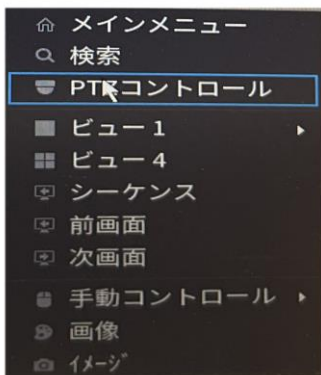 メインメニュー
検索
PTZコントロール
ビュー1
ビュー4
シーケンス
前画面
次画面
手動コントロール
画像
ｲﾒｰｼﾞ